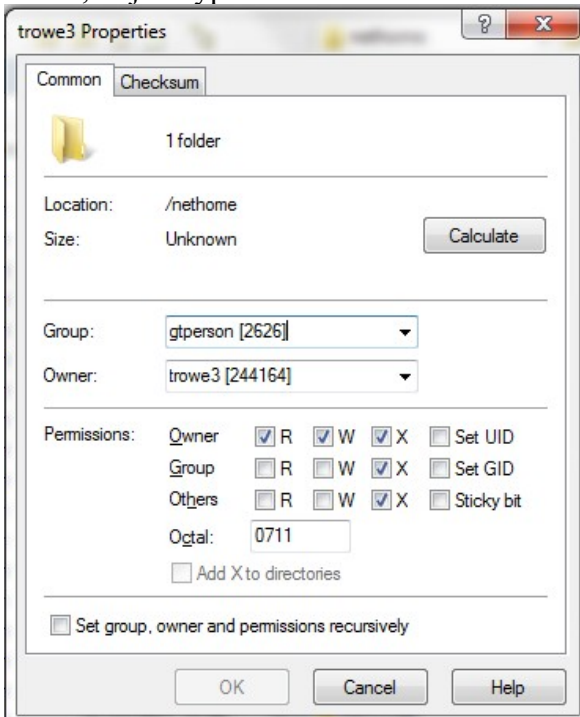 trowe3 Properties
Common Checksum
1 folder
Location: /nethome
Size: Unknown Calculate
Group: gtperson [2626]
Owner: trowe3 [244164]
Permissions: Owner R W X Set UID
Group R W X Set GID
Others R W X Sticky bit
Octal: 0711
Add X to directories
Set group, owner and permissions recursively
OK Cancel Help